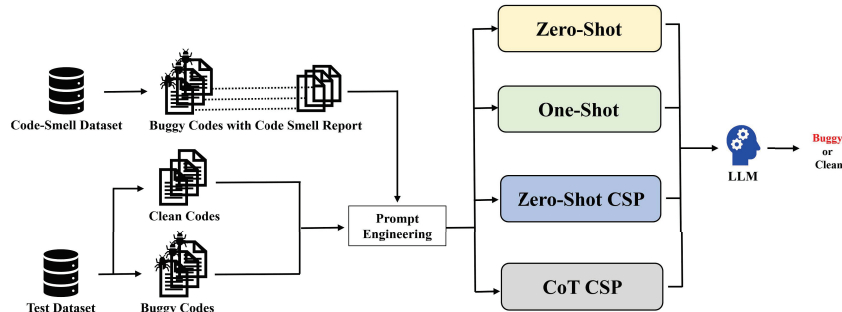 Zero-Shot
Code-Smell Dataset
Buggy Codes with Code Smell Report
One-Shot
Buggy
or
Clean
LLM
Clean Codes
Zero-Shot CSP
Prompt
Engineering
Test Dataset
Buggy Codes
CoT CSP